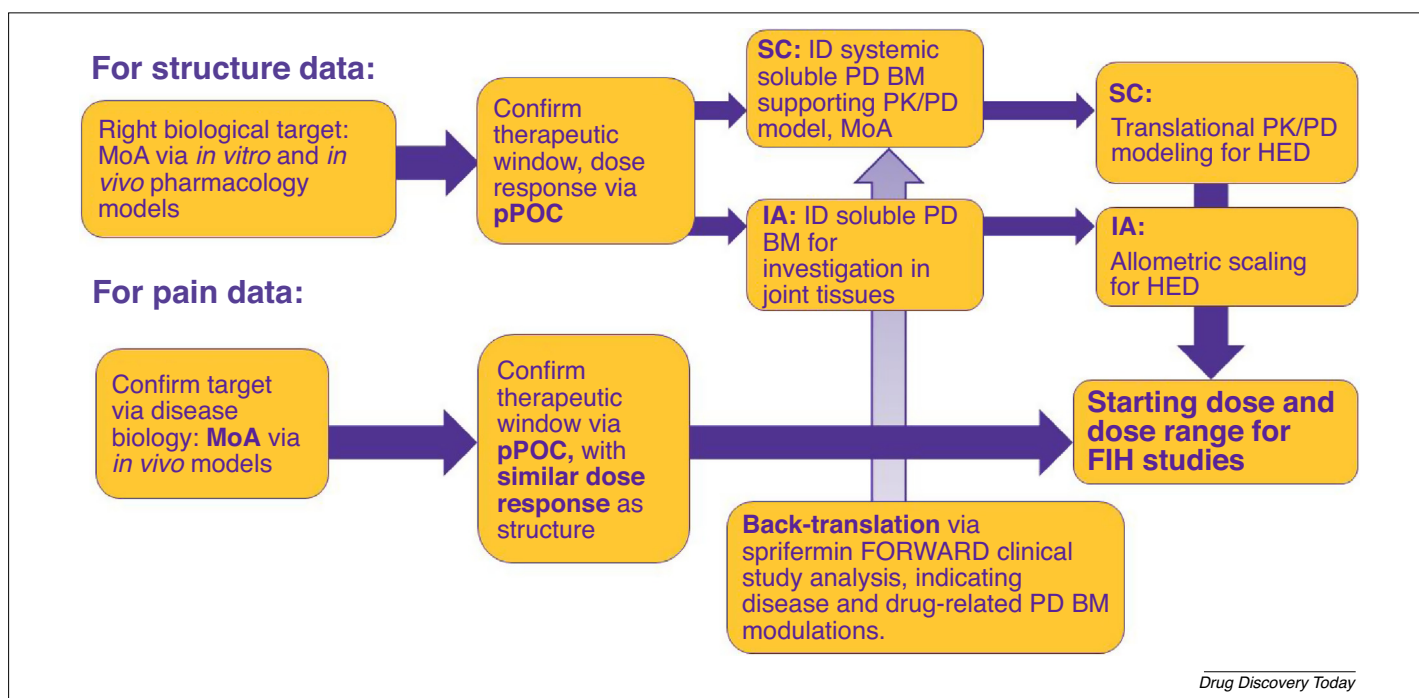 For structure data:
Right biological target:
MoA via in vitro and in
vivo pharmacology
models
Confirm
therapeutic
window, dose
response via
pPOC
SC: ID systemic
soluble PD BM
supporting PK/PD
model, MoA
SC:
Translational PK/PD
modeling for HED
IA: ID soluble PD
BM for
investigation in
joint tissues
IA:
Allometric scaling
for HED
For pain data:
Confirm target
via disease
biology: MoA via
in vivo models
Confirm
therapeutic
window via
pPOC, with
similar dose
response as
structure
Starting dose and
dose range for
FIH studies
Back-translation via
sprifermin FORWARD clinical
study analysis, indicating
disease and drug-related PD BM
modulations.
Drug Discovery Today